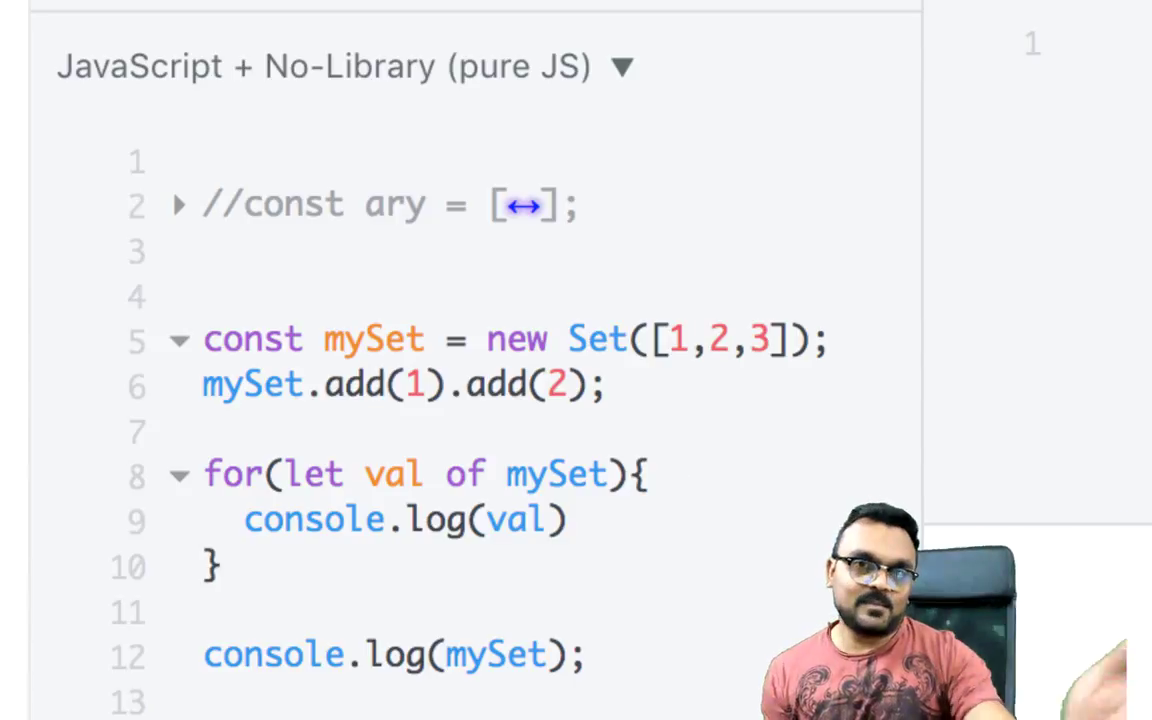 JavaScript + No-Library (pure JS) ▼
1
1
2 //const ary = [↔];
3
4
5 const mySet = new Set([1,2,3]);
6 mySet.add(1).add(2);
7
8 for(let val of mySet){
9 console.log(val)
10 }
11
12 console.log(mySet);
13